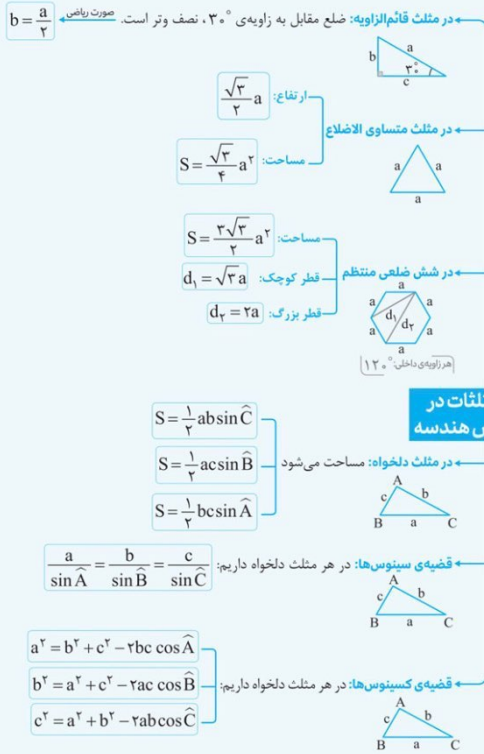 در مثلث قائم‌الزاویه: ضلع مقابل به زاویه‌ی ۳۰°، نصف وتر است. صورت ریاضی b = a/۲
a
b
۳۰°
c
در مثلث متساوی الاضلاع
ارتفاع: √۳/۲ a
مساحت: S = √۳/۴ a²
a a
a
در شش ضلعی منتظم
مساحت: S = ۳√۳/۲ a²
قطر کوچک: d₁ = √۳a
قطر بزرگ: d₂ = ۲a
a
a a
d₁ d₂
a a
a
هر زاویه‌ی داخلی: ۱۲۰°
لثات در
هندسه
در مثلث دلخواه: مساحت می‌شود
S = ۱/۲ ab sin Ĉ
S = ۱/۲ ac sin B̂
S = ۱/۲ bc sin Â
A
c b
B a C
قضیه‌ی سینوس‌ها: در هر مثلث دلخواه داریم: a/sin Â = b/sin B̂ = c/sin Ĉ
A
c b
B a C
قضیه‌ی کسینوس‌ها: در هر مثلث دلخواه داریم:
a² = b² + c² − ۲bc cos Â
b² = a² + c² − ۲ac cos B̂
c² = a² + b² − ۲ab cos Ĉ
A
c b
B a C